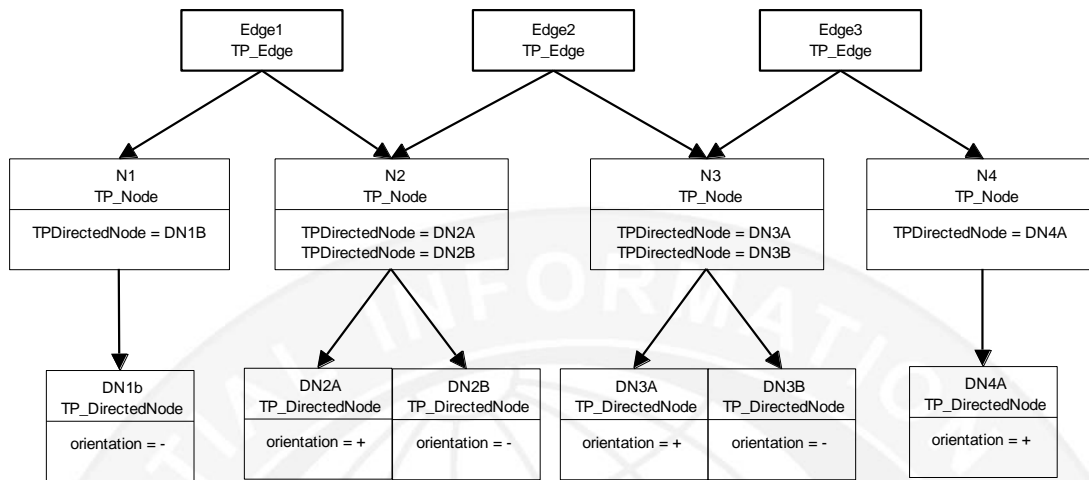 Edge1
TP_Edge
Edge2
TP_Edge
Edge3
TP_Edge
N1
TP_Node
TPDirectedNode = DN1B
N2
TP_Node
TPDirectedNode = DN2A
TPDirectedNode = DN2B
N3
TP_Node
TPDirectedNode = DN3A
TPDirectedNode = DN3B
N4
TP_Node
TPDirectedNode = DN4A
DN1b
TP_DirectedNode
orientation = -
DN2A
TP_DirectedNode
orientation = +
DN2B
TP_DirectedNode
orientation = -
DN3A
TP_DirectedNode
orientation = +
DN3B
TP_DirectedNode
orientation = -
DN4A
TP_DirectedNode
orientation = +
INFORMATION